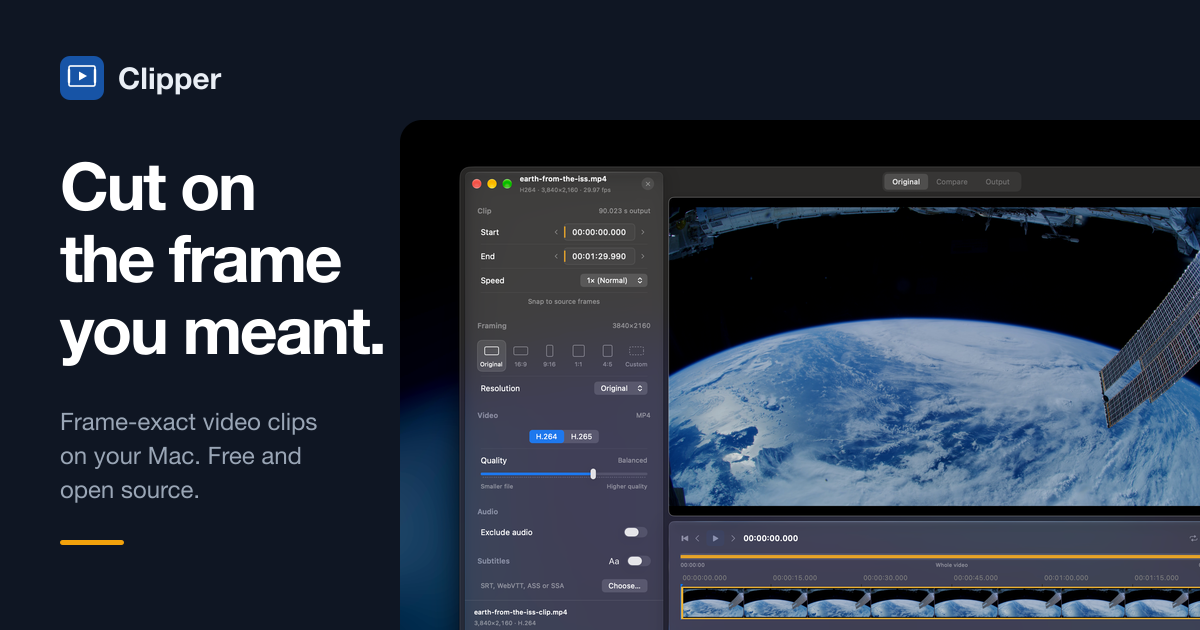 Clipper
Cut on
the frame
you meant.
Frame-exact video clips
on your Mac. Free and
open source.
earth-from-the-iss.mp4
H264 · 3,840×2,160 · 29.97 fps
Original
Compare
Output
Clip
90.023 s output
Start
00:00:00.000
End
00:01:29.990
Speed
1× (Normal)
Snap to source frames
Framing
3840×2160
Original
16:9
9:16
1:1
4:5
Custom
Resolution
Original
Video
MP4
H.264
H.265
Quality
Balanced
Smaller file
Higher quality
Audio
Exclude audio
Subtitles
Aa
SRT, WebVTT, ASS or SSA
Choose...
earth-from-the-iss-clip.mp4
3,840×2,160 · H.264
00:00:00.000
00:00:00
Whole video
00:00:00.000
00:00:15.000
00:00:30.000
00:00:45.000
00:01:00.000
00:01:15.000